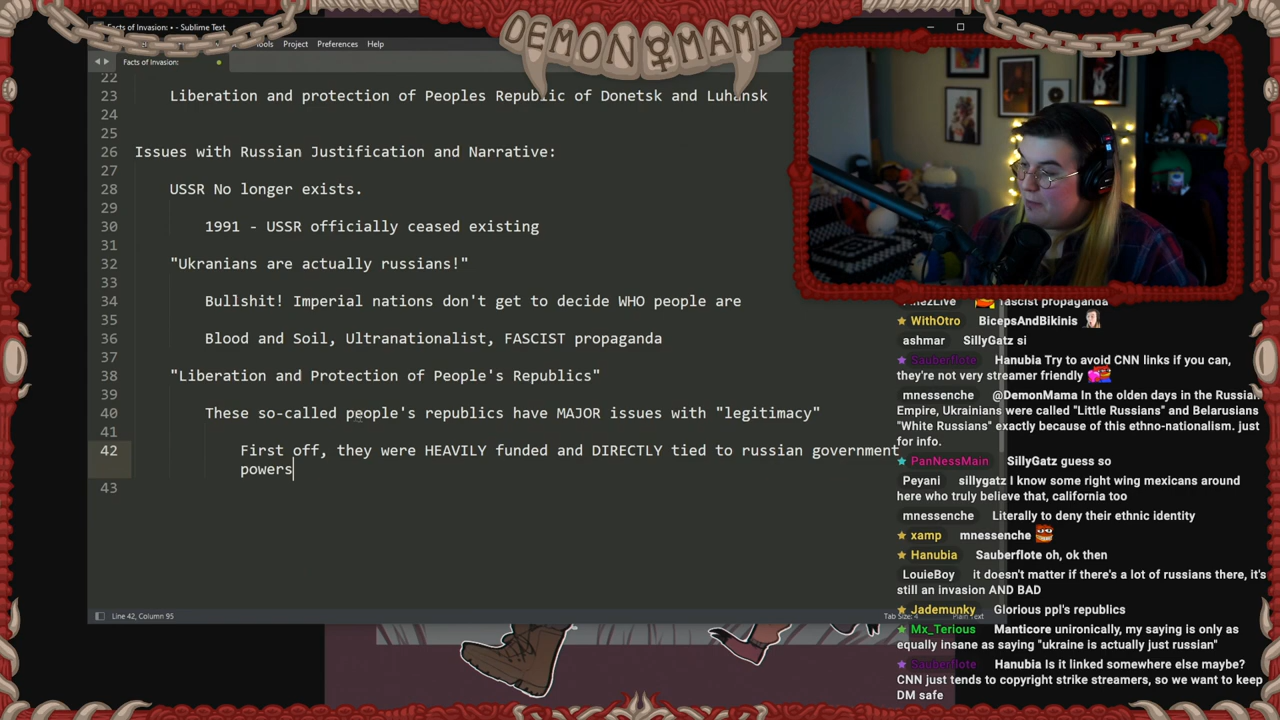 DEMON MAMA
Facts of Invasion: • - Sublime Text
Tools Project Preferences Help
Facts of Invasion:
22
23 Liberation and protection of Peoples Republic of Donetsk and Luhansk
24
25
26 Issues with Russian Justification and Narrative:
27
28 USSR No longer exists.
29
30 1991 - USSR officially ceased existing
31
32 "Ukranians are actually russians!"
33
34 Bullshit! Imperial nations don't get to decide WHO people are
35
36 Blood and Soil, Ultranationalist, FASCIST propaganda
37
38 "Liberation and Protection of People's Republics"
39
40 These so-called people's republics have MAJOR issues with "legitimacy"
41
42 First off, they were HEAVILY funded and DIRECTLY tied to russian government
powers
43
Line 42, Column 95
Tab Size: 4 Plain Text
fascist propaganda
WithOtro BicepsAndBikinis
ashmar SillyGatz si
Sauberflote Hanubia Try to avoid CNN links if you can,
they're not very streamer friendly
mnessenche @DemonMama In the olden days in the Russian
Empire, Ukrainians were called "Little Russians" and Belarusians
"White Russians" exactly because of this ethno-nationalism. just
for info.
PanNessMain SillyGatz guess so
Peyani sillygatz I know some right wing mexicans around
here who truly believe that, california too
mnessenche Literally to deny their ethnic identity
xamp mnessenche
Hanubia Sauberflote oh, ok then
LouieBoy it doesn't matter if there's a lot of russians there, it's
still an invasion AND BAD
Jademunky Glorious ppl's republics
Mx_Terious Manticore unironically, my saying is only as
equally insane as saying "ukraine is actually just russian"
Sauberflote Hanubia Is it linked somewhere else maybe?
CNN just tends to copyright strike streamers, so we want to keep
DM safe